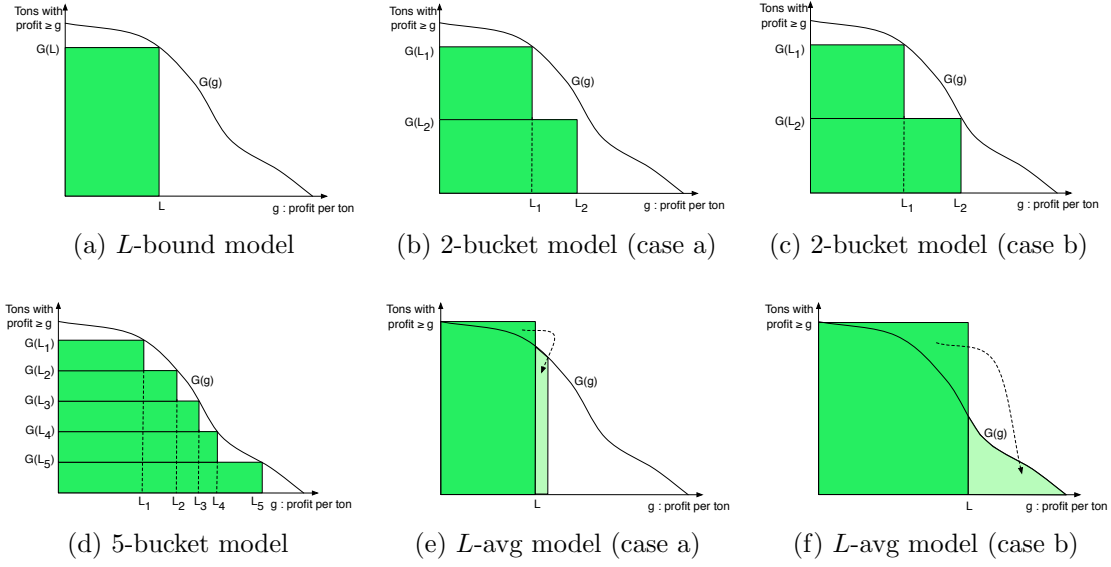 Tons with
profit ≥ g
G(L)
G(g)
L
g : profit per ton
(a) L-bound model
Tons with
profit ≥ g
G(L1)
G(g)
G(L2)
L1 L2
g : profit per ton
(b) 2-bucket model (case a)
Tons with
profit ≥ g
G(L1)
G(g)
G(L2)
L1 L2
g : profit per ton
(c) 2-bucket model (case b)
Tons with
profit ≥ g
G(L1)
G(L2)
G(g)
G(L3)
G(L4)
G(L5)
L1 L2 L3 L4 L5 g : profit per ton
(d) 5-bucket model
Tons with
profit ≥ g
G(g)
L g : profit per ton
(e) L-avg model (case a)
Tons with
profit ≥ g
G(g)
L g : profit per ton
(f) L-avg model (case b)